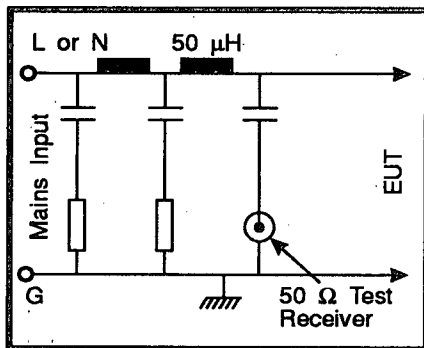 L or N
50 μH
Mains Input
EUT
G
50 Ω Test
Receiver